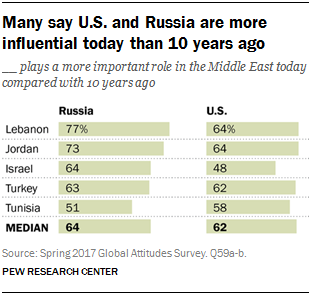 Many say U.S. and Russia are more
influential today than 10 years ago
__ plays a more important role in the Middle East today
compared with 10 years ago
Russia U.S.
Lebanon 77% 64%
Jordan 73 64
Israel 64 48
Turkey 63 62
Tunisia 51 58
MEDIAN 64 62
Source: Spring 2017 Global Attitudes Survey. Q59a-b.
PEW RESEARCH CENTER